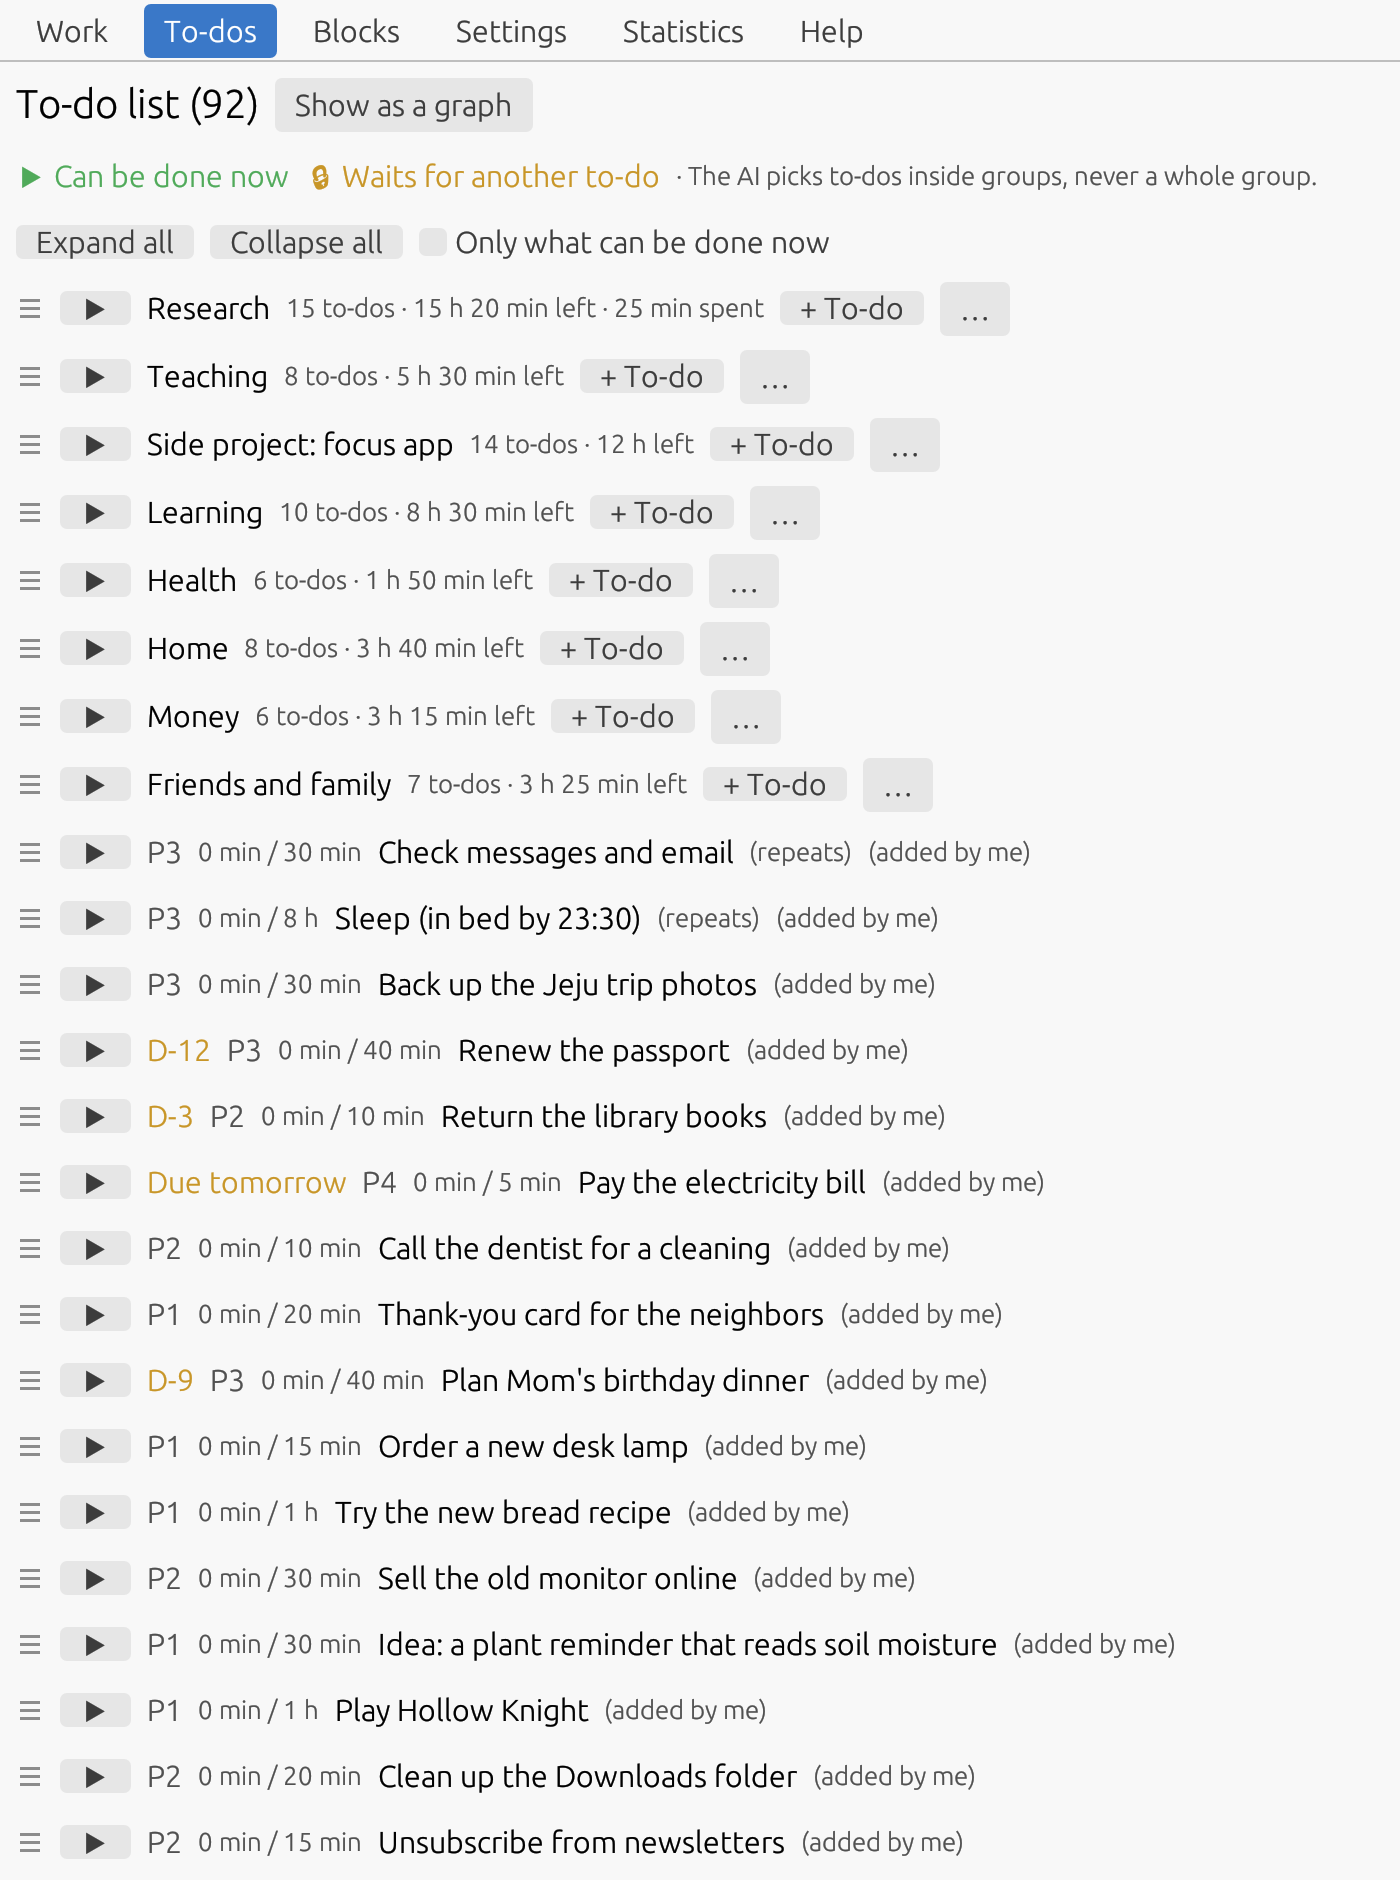 Work To-dos Blocks Settings Statistics Help
To-do list (92) Show as a graph
▶ Can be done now 🔒 Waits for another to-do · The AI picks to-dos inside groups, never a whole group.
Expand all Collapse all Only what can be done now
☰ ▶ Research 15 to-dos · 15 h 20 min left · 25 min spent + To-do ...
☰ ▶ Teaching 8 to-dos · 5 h 30 min left + To-do ...
☰ ▶ Side project: focus app 14 to-dos · 12 h left + To-do ...
☰ ▶ Learning 10 to-dos · 8 h 30 min left + To-do ...
☰ ▶ Health 6 to-dos · 1 h 50 min left + To-do ...
☰ ▶ Home 8 to-dos · 3 h 40 min left + To-do ...
☰ ▶ Money 6 to-dos · 3 h 15 min left + To-do ...
☰ ▶ Friends and family 7 to-dos · 3 h 25 min left + To-do ...
☰ ▶ P3 0 min / 30 min Check messages and email (repeats) (added by me)
☰ ▶ P3 0 min / 8 h Sleep (in bed by 23:30) (repeats) (added by me)
☰ ▶ P3 0 min / 30 min Back up the Jeju trip photos (added by me)
☰ ▶ D-12 P3 0 min / 40 min Renew the passport (added by me)
☰ ▶ D-3 P2 0 min / 10 min Return the library books (added by me)
☰ ▶ Due tomorrow P4 0 min / 5 min Pay the electricity bill (added by me)
☰ ▶ P2 0 min / 10 min Call the dentist for a cleaning (added by me)
☰ ▶ P1 0 min / 20 min Thank-you card for the neighbors (added by me)
☰ ▶ D-9 P3 0 min / 40 min Plan Mom's birthday dinner (added by me)
☰ ▶ P1 0 min / 15 min Order a new desk lamp (added by me)
☰ ▶ P1 0 min / 1 h Try the new bread recipe (added by me)
☰ ▶ P2 0 min / 30 min Sell the old monitor online (added by me)
☰ ▶ P1 0 min / 30 min Idea: a plant reminder that reads soil moisture (added by me)
☰ ▶ P1 0 min / 1 h Play Hollow Knight (added by me)
☰ ▶ P2 0 min / 20 min Clean up the Downloads folder (added by me)
☰ ▶ P2 0 min / 15 min Unsubscribe from newsletters (added by me)